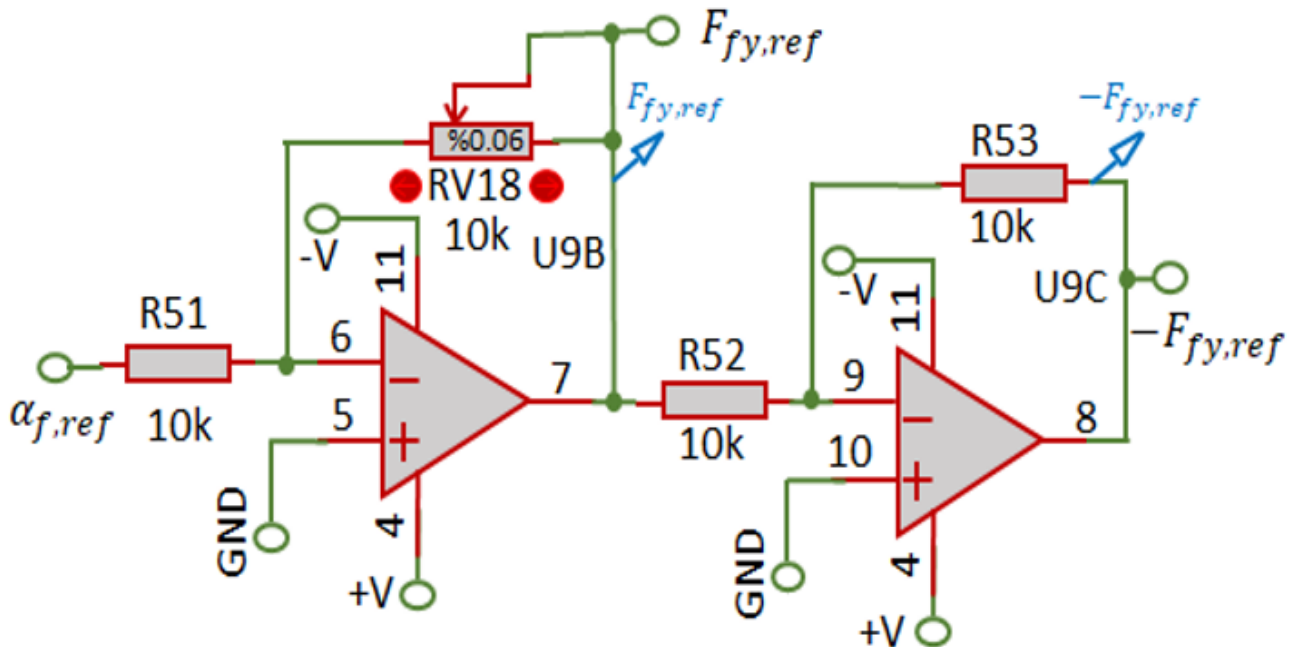 F_{fy,ref}
F_{fy,ref}
%0.06
RV18
10k
U9B
-V
11
R51
10k
α_{f,ref}
6
5
7
GND
4
+V
−F_{fy,ref}
R53
10k
-V
11
U9C
−F_{fy,ref}
R52
10k
9
10
8
GND
4
+V